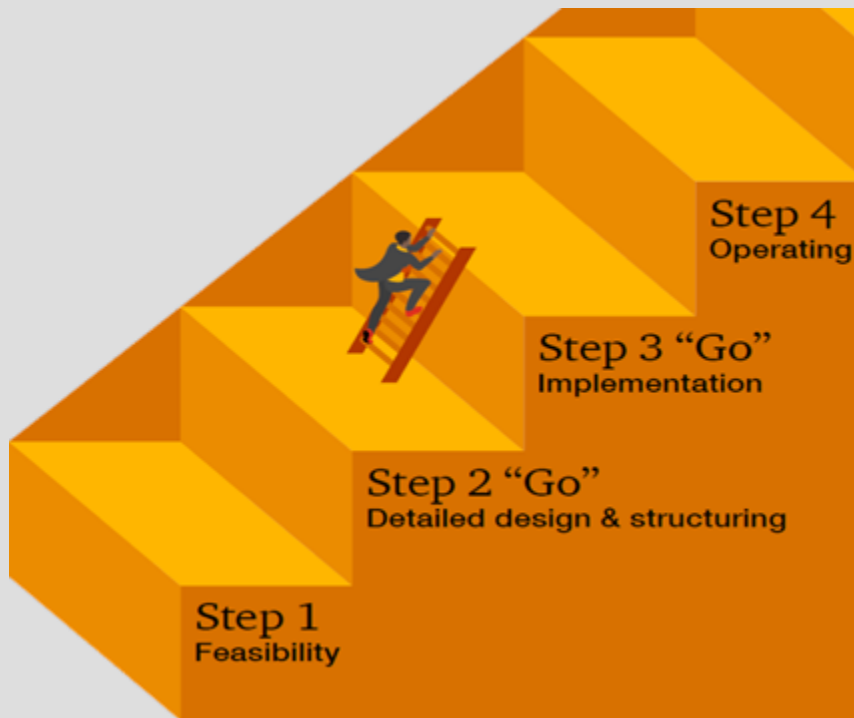 Step 4
Operating
Step 3 “Go”
Implementation
Step 2 “Go”
Detailed design & structuring
Step 1
Feasibility